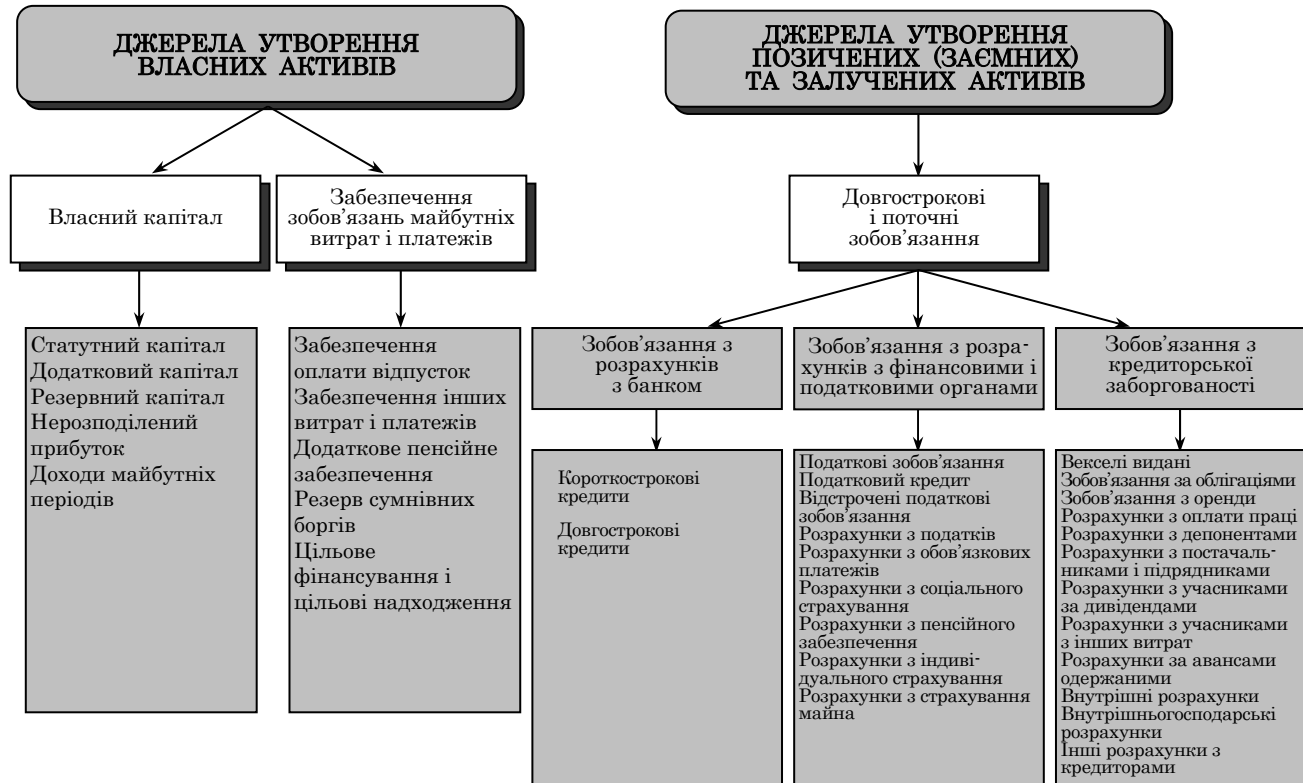 ДЖЕРЕЛА УТВОРЕННЯ
ВЛАСНИХ АКТИВІВ
ДЖЕРЕЛА УТВОРЕННЯ
ПОЗИЧЕНИХ (ЗАЄМНИХ)
ТА ЗАЛУЧЕНИХ АКТИВІВ
Власний капітал
Забезпечення
зобов'язань майбутніх
витрат і платежів
Довгострокові
і поточні
зобов'язання
Статутний капітал
Додатковий капітал
Резервний капітал
Нерозподілений
прибуток
Доходи майбутніх
періодів
Забезпечення
оплати відпусток
Забезпечення інших
витрат і платежів
Додаткове пенсійне
забезпечення
Резерв сумнівних
боргів
Цільове
фінансування і
цільові надходження
Зобов'язання з
розрахунків
з банком
Зобов'язання з розра-
хунків з фінансовими і
податковими органами
Зобов'язання з
кредиторської
заборгованості
Короткострокові
кредити
Довгострокові
кредити
Податкові зобов'язання
Податковий кредит
Відстрочені податкові
зобов'язання
Розрахунки з податків
Розрахунки з обов'язкових
платежів
Розрахунки з соціального
страхування
Розрахунки з пенсійного
забезпечення
Розрахунки з індиві-
дуального страхування
Розрахунки з страхування
майна
Векселі видані
Зобов'язання за облігаціями
Зобов'язання з оренди
Розрахунки з оплати праці
Розрахунки з депонентами
Розрахунки з постачаль-
никами і підрядниками
Розрахунки з учасниками
за дивідендами
Розрахунки з учасниками
з інших витрат
Розрахунки за авансами
одержаними
Внутрішні розрахунки
Внутрішньогосподарські
розрахунки
Інші розрахунки з
кредиторами